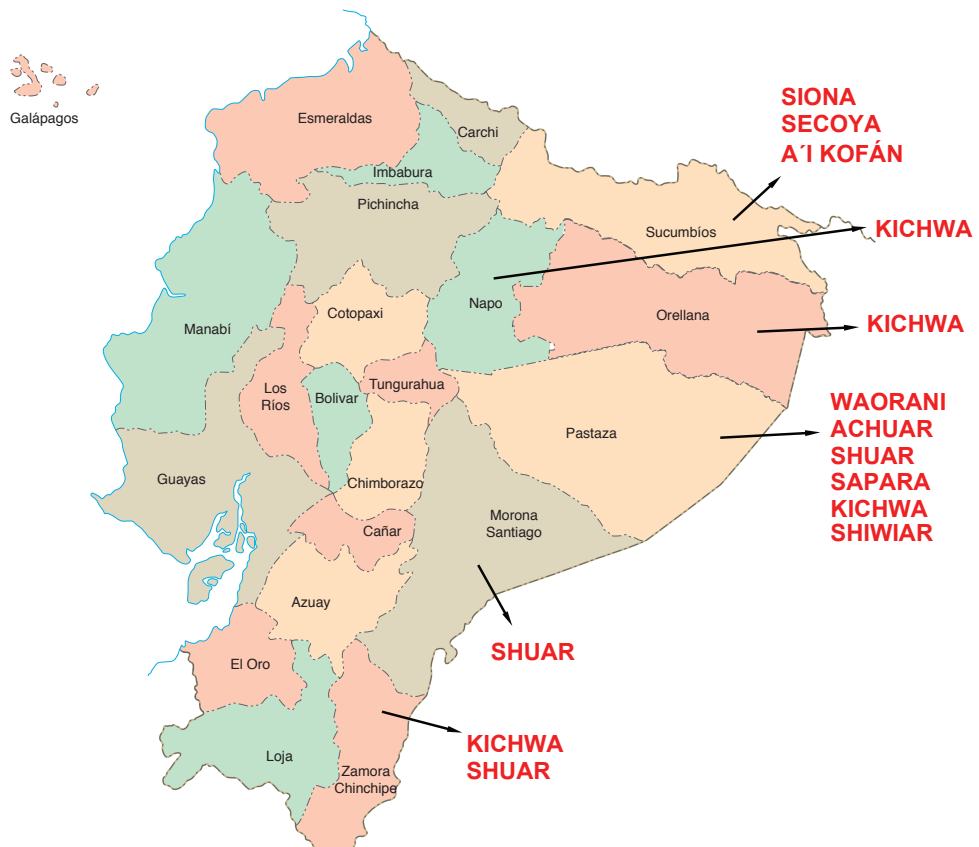 Galápagos
Esmeraldas
Carchi
Imbabura
Pichincha
SIONA
SECOYA
A´I KOFÁN
Sucumbíos
KICHWA
Manabí
Cotopaxi
Napo
Orellana
KICHWA
Los
Ríos
Bolivar
Tungurahua
Pastaza
WAORANI
ACHUAR
SHUAR
SAPARA
KICHWA
SHIWIAR
Guayas
Chimborazo
Morona
Santiago
Cañar
Azuay
SHUAR
El Oro
Loja
Zamora
Chinchipe
KICHWA
SHUAR